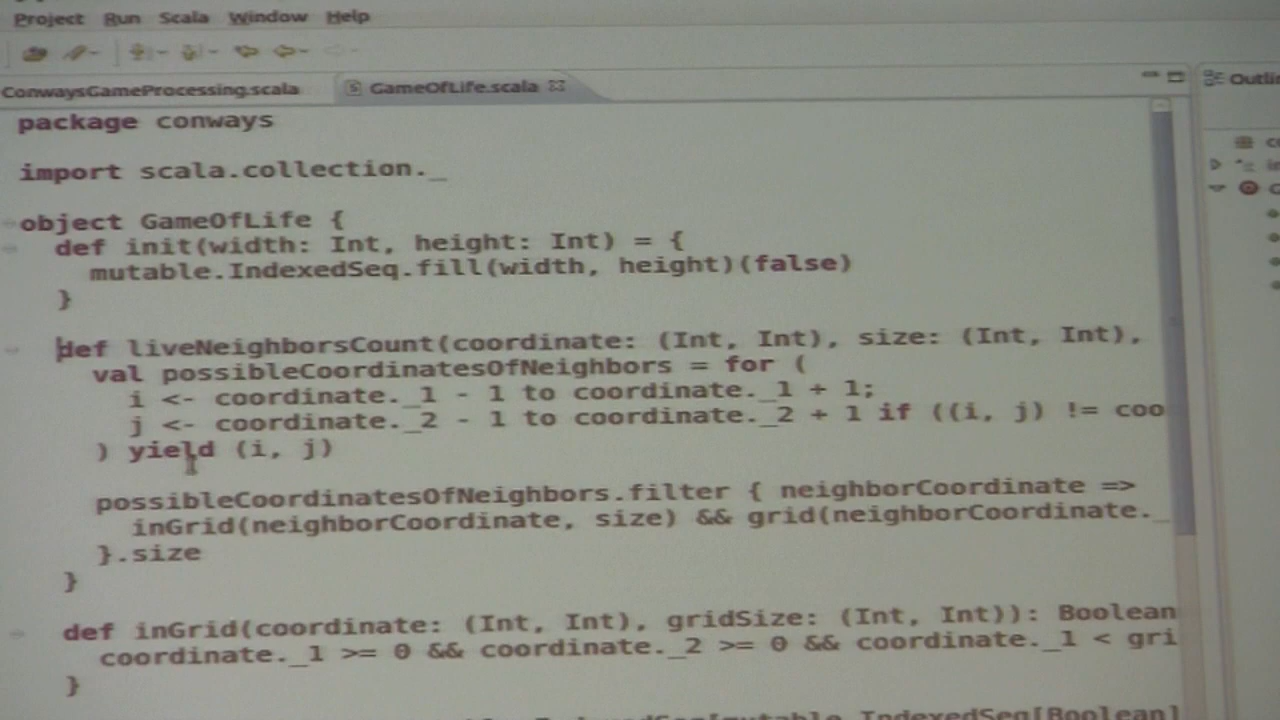 Project Run Scala Window Help
ConwaysGameProcessing.scala GameOfLife.scala
package conways
import scala.collection._
object GameOfLife {
def init(width: Int, height: Int) = {
mutable.IndexedSeq.fill(width, height)(false)
}
def liveNeighborsCount(coordinate: (Int, Int), size: (Int, Int),
val possibleCoordinatesOfNeighbors = for (
i <- coordinate._1 - 1 to coordinate._1 + 1;
j <- coordinate._2 - 1 to coordinate._2 + 1 if ((i, j) != coo
) yield (i, j)
possibleCoordinatesOfNeighbors.filter { neighborCoordinate =>
inGrid(neighborCoordinate, size) && grid(neighborCoordinate._
}.size
}
def inGrid(coordinate: (Int, Int), gridSize: (Int, Int)): Boolean
coordinate._1 >= 0 && coordinate._2 >= 0 && coordinate._1 < gri
}
IndexedSeq[Boolean]